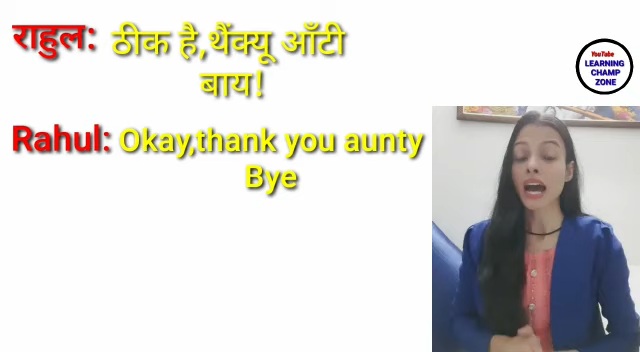 राहुल: ठीक है,थैंक्यू आँटी
बाय!
Rahul: Okay,thank you aunty
Bye
YouTube
LEARNING
CHAMP
ZONE